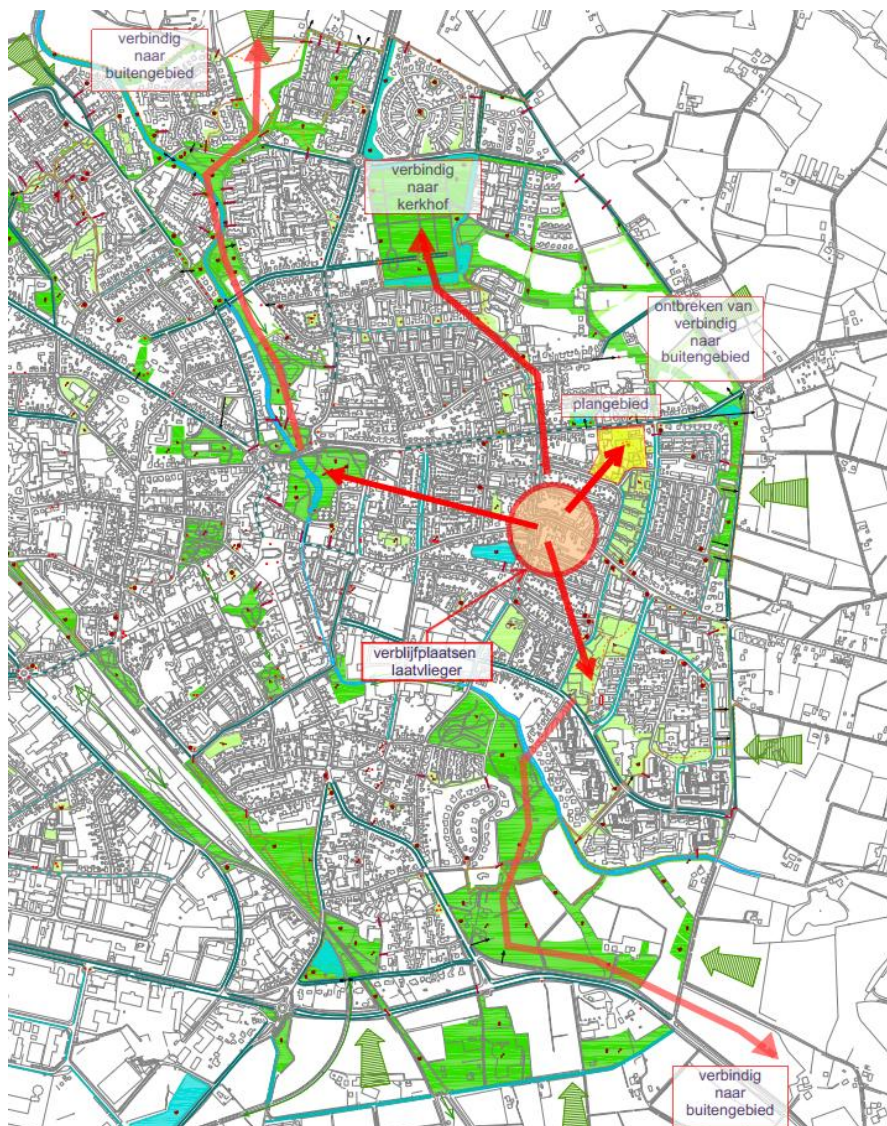 verbindig
naar
buitengebied
verbindig
naar
kerkhof
ontbreken van
verbindig
naar
buitengebied
plangebied
verblijfplaatsen
laatvlieger
verbindig
naar
buitengebied